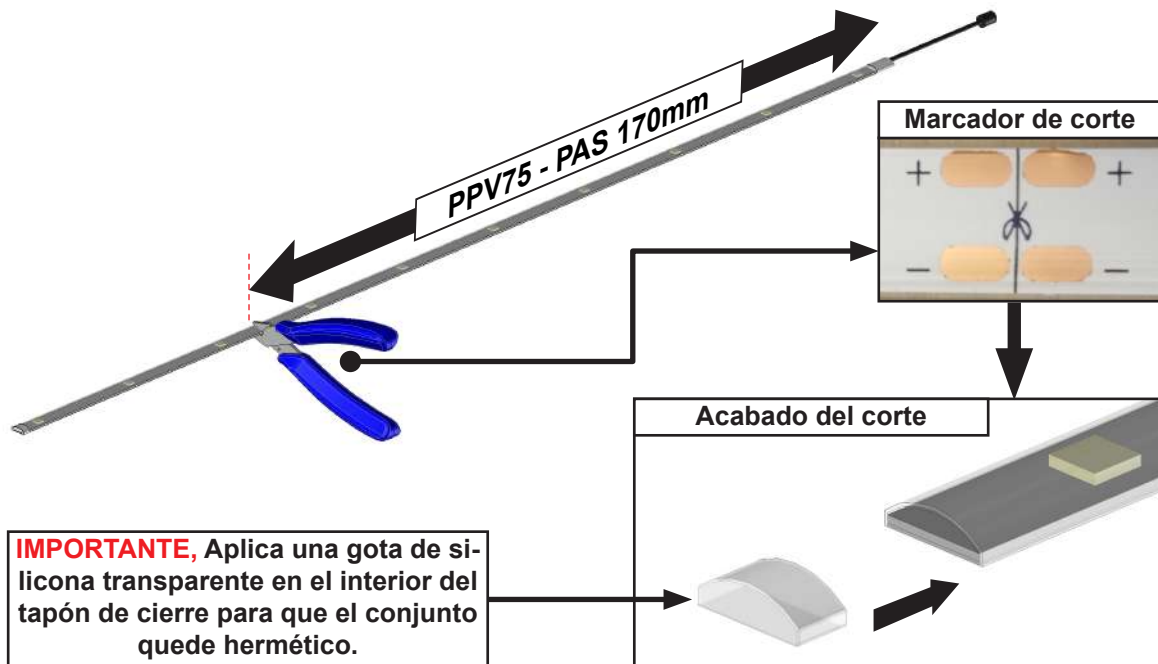 PPV75 - PAS 170mm
Marcador de corte
+ +
− −
Acabado del corte
IMPORTANTE, Aplica una gota de si-
licona transparente en el interior del
tapón de cierre para que el conjunto
quede hermético.